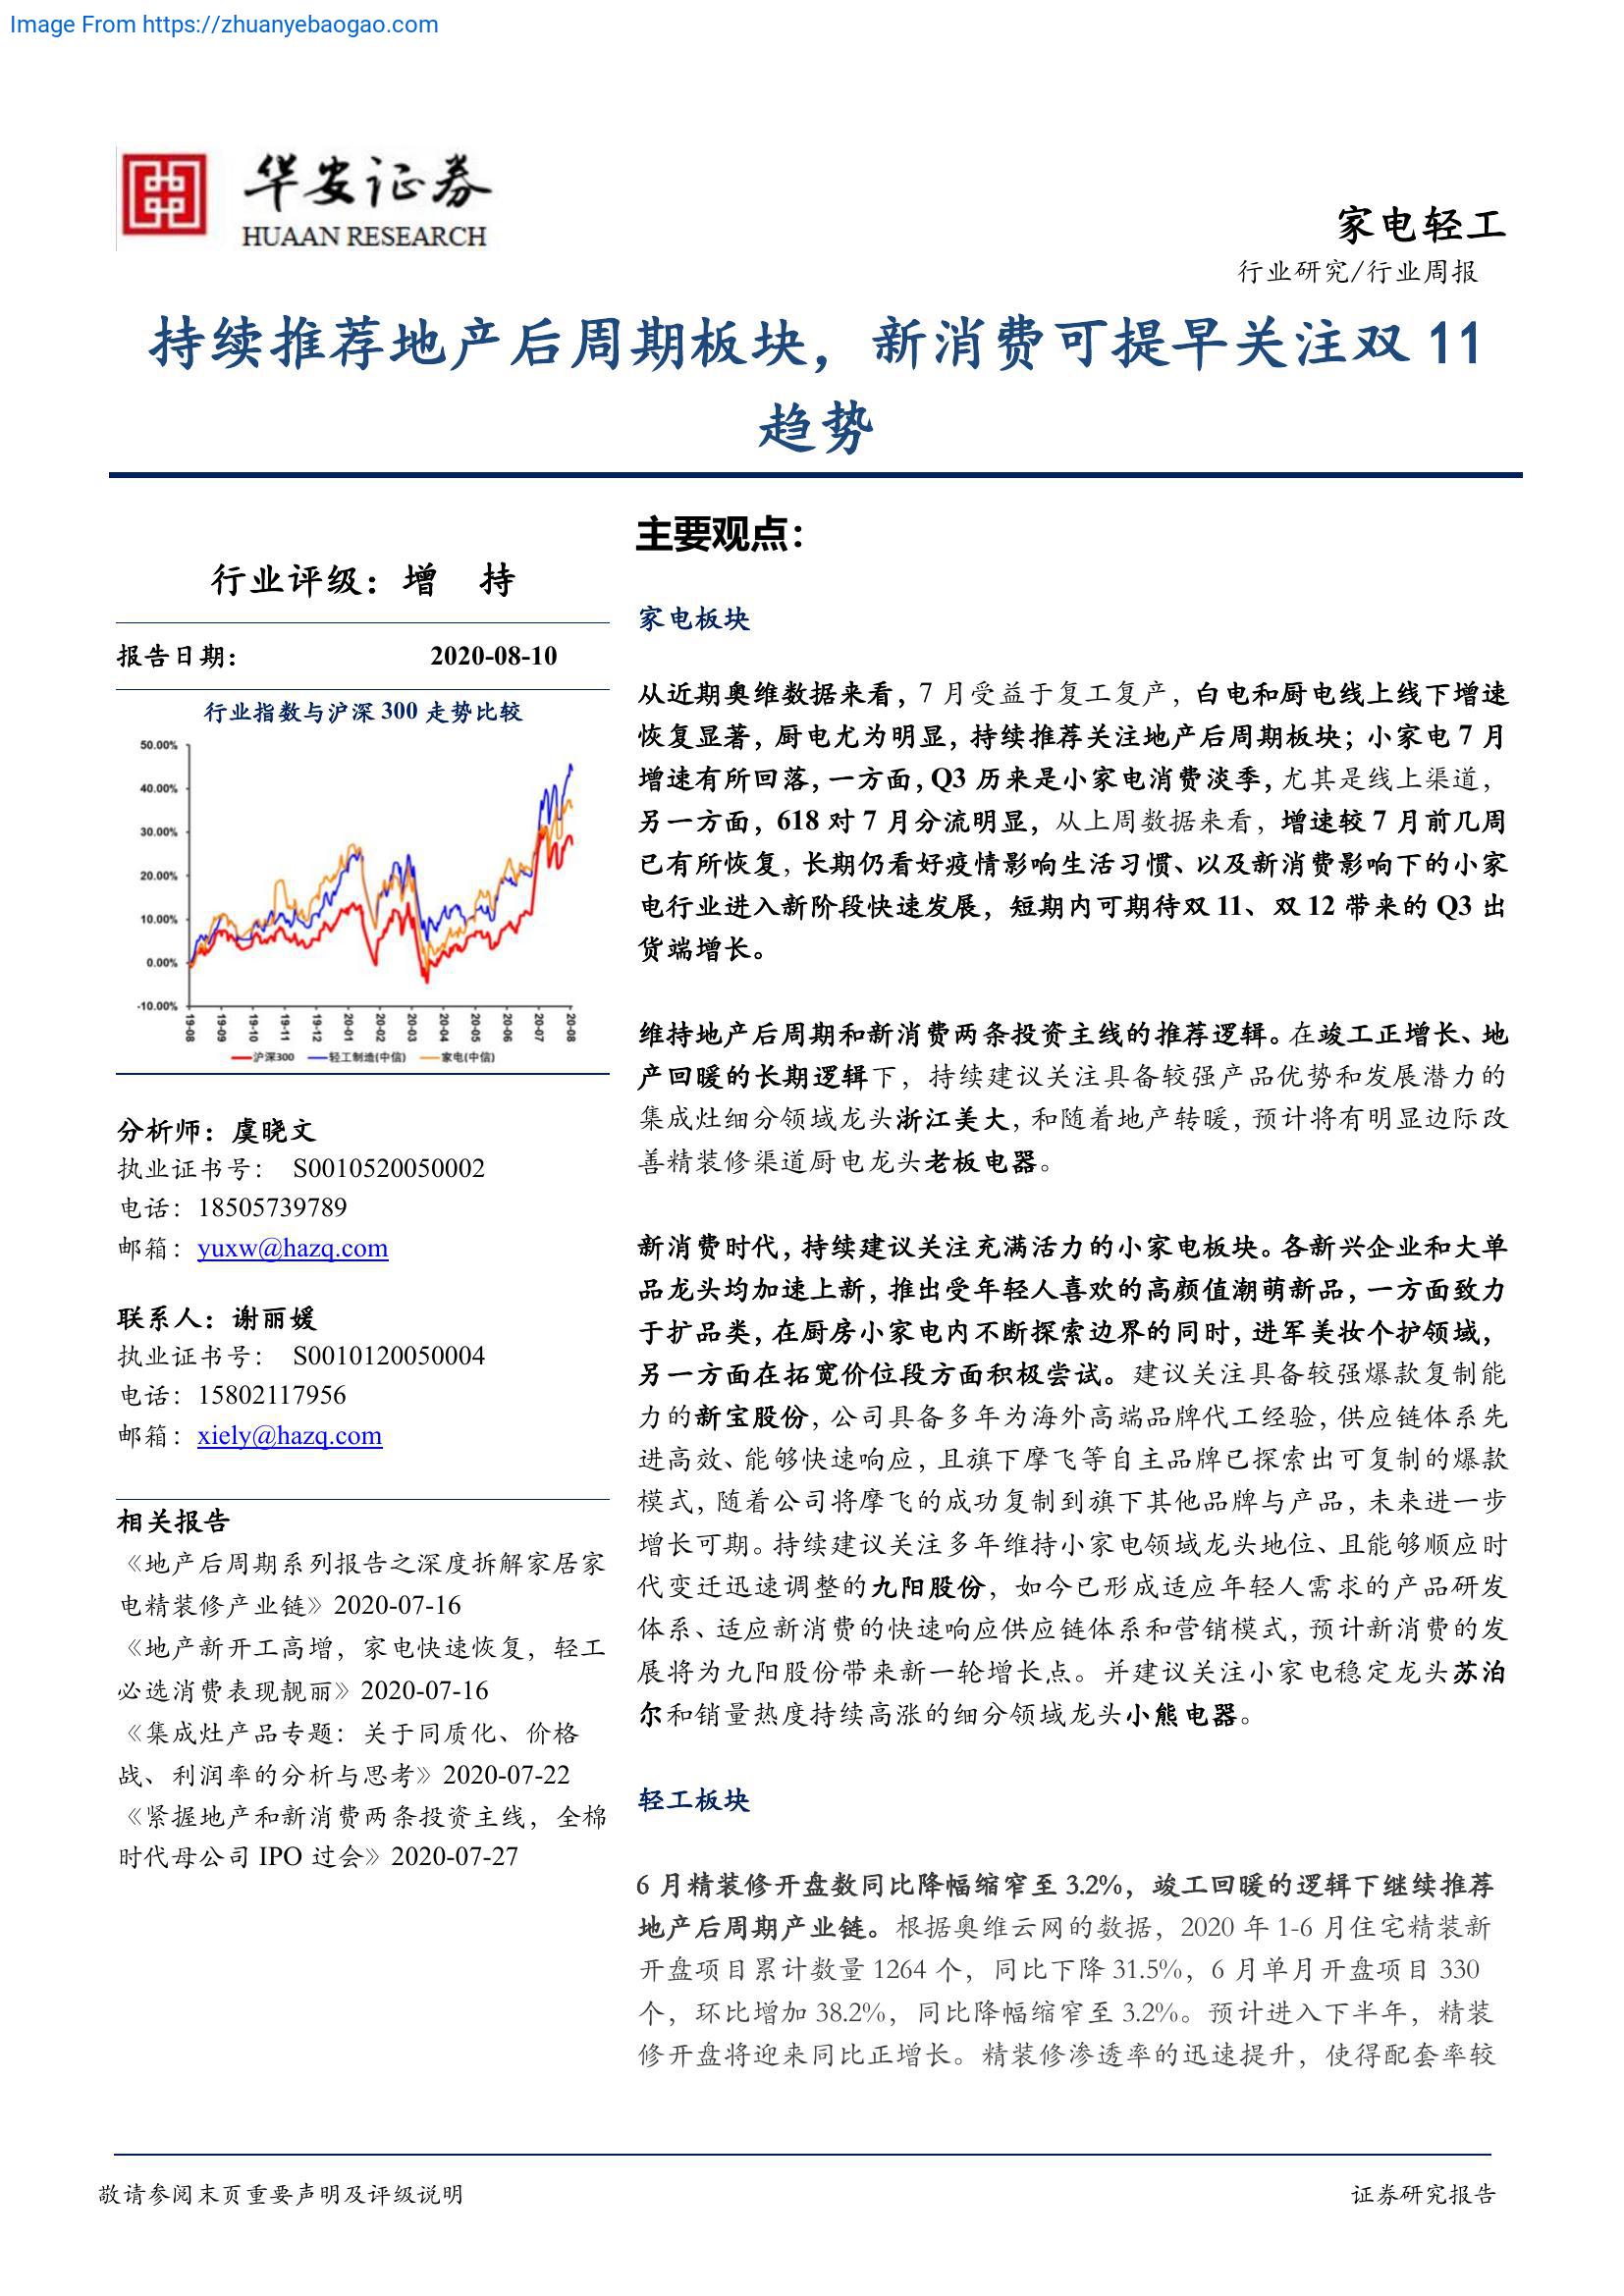 Image From https://zhuanyebaogao.com
华安证券
HUAAN RESEARCH
家电轻工
行业研究/行业周报
持续推荐地产后周期板块，新消费可提早关注双 11
趋势
行业评级：增 持
报告日期： 2020-08-10
行业指数与沪深 300 走势比较
50.00%
40.00%
30.00%
20.00%
10.00%
0.00%
-10.00%
19-08
19-09
19-10
19-11
19-12
20-01
20-02
20-03
20-04
20-05
20-06
20-07
20-08
沪深300 轻工制造(中信) 家电(中信)
分析师：虞晓文
执业证书号： S0010520050002
电话：18505739789
邮箱：yuxw@hazq.com
联系人：谢丽媛
执业证书号： S0010120050004
电话：15802117956
邮箱：xiely@hazq.com
相关报告
《地产后周期系列报告之深度拆解家居家
电精装修产业链》2020-07-16
《地产新开工高增，家电快速恢复，轻工
必选消费表现靓丽》2020-07-16
《集成灶产品专题：关于同质化、价格
战、利润率的分析与思考》2020-07-22
《紧握地产和新消费两条投资主线，全棉
时代母公司 IPO 过会》2020-07-27
主要观点：
家电板块
从近期奥维数据来看，7 月受益于复工复产，白电和厨电线上线下增速
恢复显著，厨电尤为明显，持续推荐关注地产后周期板块；小家电 7 月
增速有所回落，一方面，Q3 历来是小家电消费淡季，尤其是线上渠道，
另一方面，618 对 7 月分流明显，从上周数据来看，增速较 7 月前几周
已有所恢复，长期仍看好疫情影响生活习惯、以及新消费影响下的小家
电行业进入新阶段快速发展，短期内可期待双 11、双 12 带来的 Q3 出
货端增长。
维持地产后周期和新消费两条投资主线的推荐逻辑。在竣工正增长、地
产回暖的长期逻辑下，持续建议关注具备较强产品优势和发展潜力的
集成灶细分领域龙头浙江美大，和随着地产转暖，预计将有明显边际改
善精装修渠道厨电龙头老板电器。
新消费时代，持续建议关注充满活力的小家电板块。各新兴企业和大单
品龙头均加速上新，推出受年轻人喜欢的高颜值潮萌新品，一方面致力
于扩品类，在厨房小家电内不断探索边界的同时，进军美妆个护领域，
另一方面在拓宽价位段方面积极尝试。建议关注具备较强爆款复制能
力的新宝股份，公司具备多年为海外高端品牌代工经验，供应链体系先
进高效、能够快速响应，且旗下摩飞等自主品牌已探索出可复制的爆款
模式，随着公司将摩飞的成功复制到旗下其他品牌与产品，未来进一步
增长可期。持续建议关注多年维持小家电领域龙头地位、且能够顺应时
代变迁迅速调整的九阳股份，如今已形成适应年轻人需求的产品研发
体系、适应新消费的快速响应供应链体系和营销模式，预计新消费的发
展将为九阳股份带来新一轮增长点。并建议关注小家电稳定龙头苏泊
尔和销量热度持续高涨的细分领域龙头小熊电器。
轻工板块
6 月精装修开盘数同比降幅缩窄至 3.2%，竣工回暖的逻辑下继续推荐
地产后周期产业链。根据奥维云网的数据，2020 年 1-6 月住宅精装新
开盘项目累计数量 1264 个，同比下降 31.5%，6 月单月开盘项目 330
个，环比增加 38.2%，同比降幅缩窄至 3.2%。预计进入下半年，精装
修开盘将迎来同比正增长。精装修渗透率的迅速提升，使得配套率较
敬请参阅末页重要声明及评级说明
证券研究报告